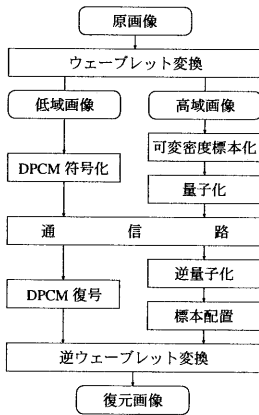 原画像
ウェーブレット変換
低域画像
高域画像
可変密度標本化
DPCM 符号化
量子化
通信路
逆量子化
DPCM 復号
標本配置
逆ウェーブレット変換
復元画像